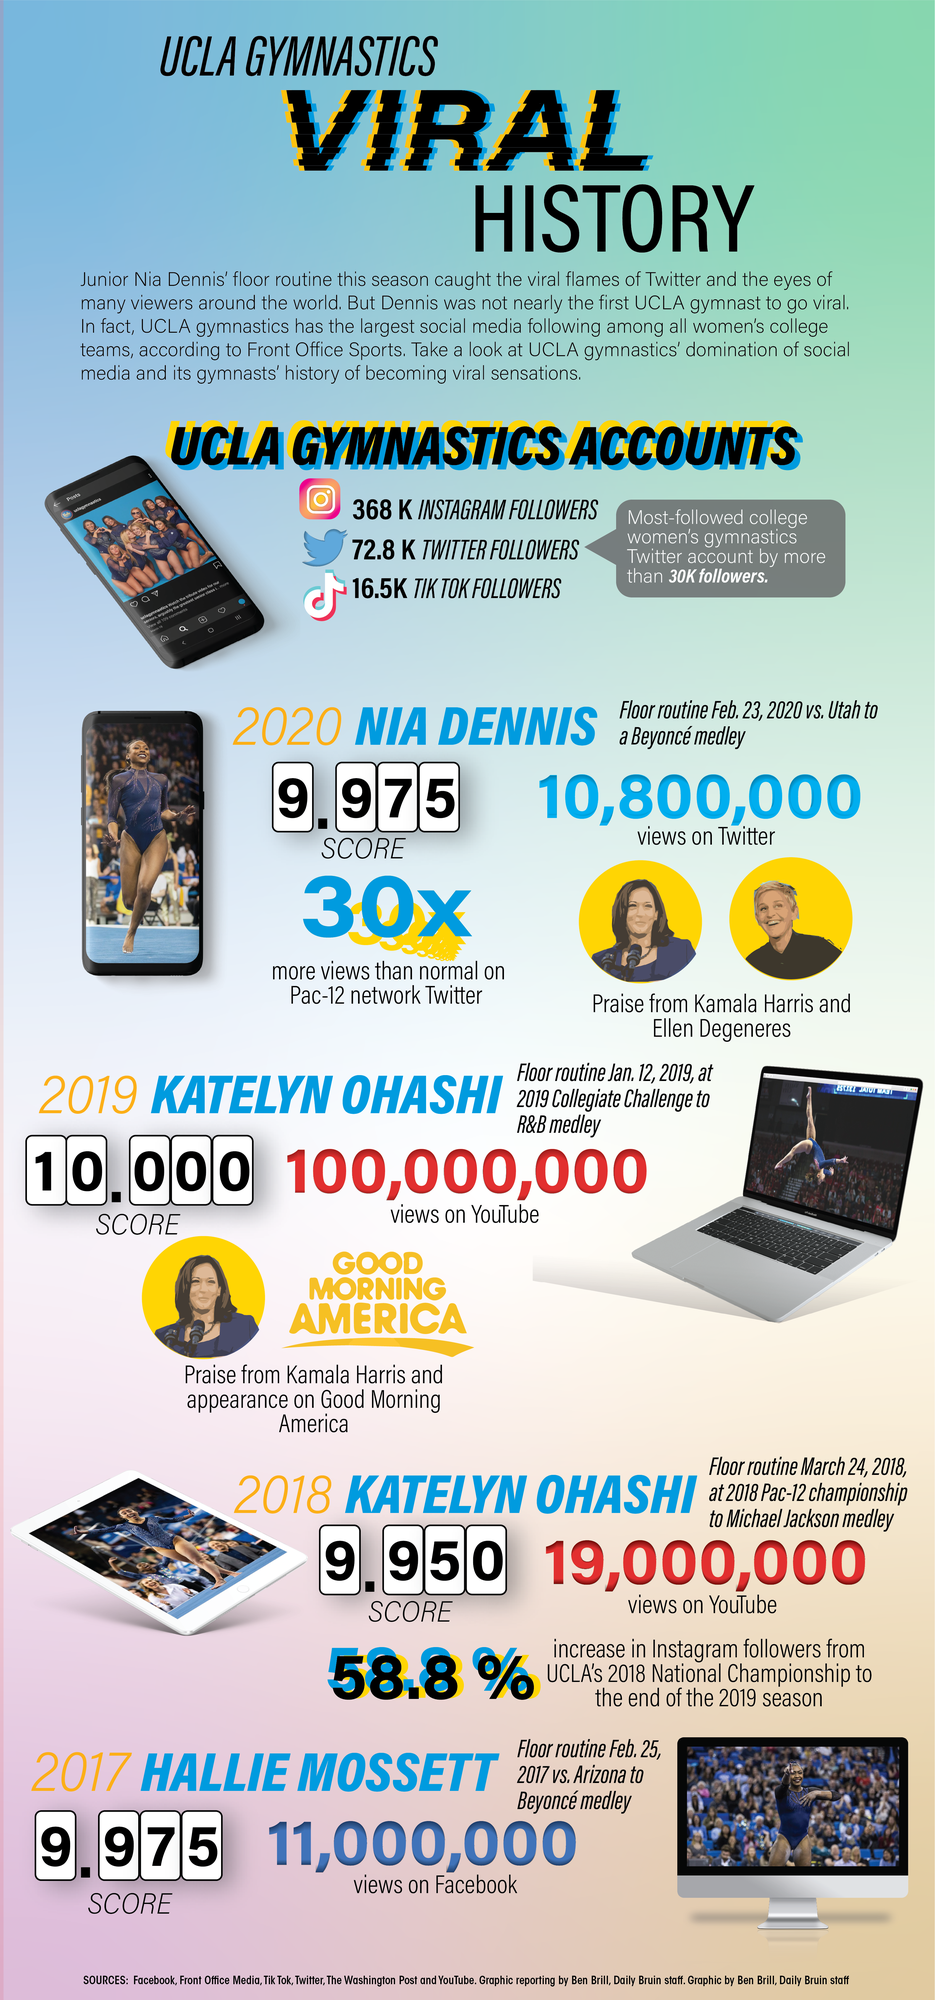 UCLA GYMNASTICS
VIRAL
HISTORY
Junior Nia Dennis’ floor routine this season caught the viral flames of Twitter and the eyes of
many viewers around the world. But Dennis was not nearly the first UCLA gymnast to go viral.
In fact, UCLA gymnastics has the largest social media following among all women’s college
teams, according to Front Office Sports. Take a look at UCLA gymnastics’ domination of social
media and its gymnasts’ history of becoming viral sensations.
UCLA GYMNASTICS ACCOUNTS
Posts
uclagymnastics
368 K INSTAGRAM FOLLOWERS
72.8 K TWITTER FOLLOWERS
16.5K TIK TOK FOLLOWERS
Most-followed college
women’s gymnastics
Twitter account by more
than 30K followers.
2020 NIA DENNIS
Floor routine Feb. 23, 2020 vs. Utah to
a Beyoncé medley
9.975
SCORE
10,800,000
views on Twitter
30x
more views than normal on
Pac-12 network Twitter
Praise from Kamala Harris and
Ellen Degeneres
2019 KATELYN OHASHI
Floor routine Jan. 12, 2019, at
2019 Collegiate Challenge to
R&B medley
10.000
SCORE
100,000,000
views on YouTube
GOOD
MORNING
AMERICA
Praise from Kamala Harris and
appearance on Good Morning
America
2018 KATELYN OHASHI
Floor routine March 24, 2018,
at 2018 Pac-12 championship
to Michael Jackson medley
9.950
SCORE
19,000,000
views on YouTube
58.8 %
increase in Instagram followers from
UCLA’s 2018 National Championship to
the end of the 2019 season
2017 HALLIE MOSSETT
Floor routine Feb. 25,
2017 vs. Arizona to
Beyoncé medley
9.975
SCORE
11,000,000
views on Facebook
SOURCES: Facebook, Front Office Media, Tik Tok, Twitter, The Washington Post and YouTube. Graphic reporting by Ben Brill, Daily Bruin staff. Graphic by Ben Brill, Daily Bruin staff